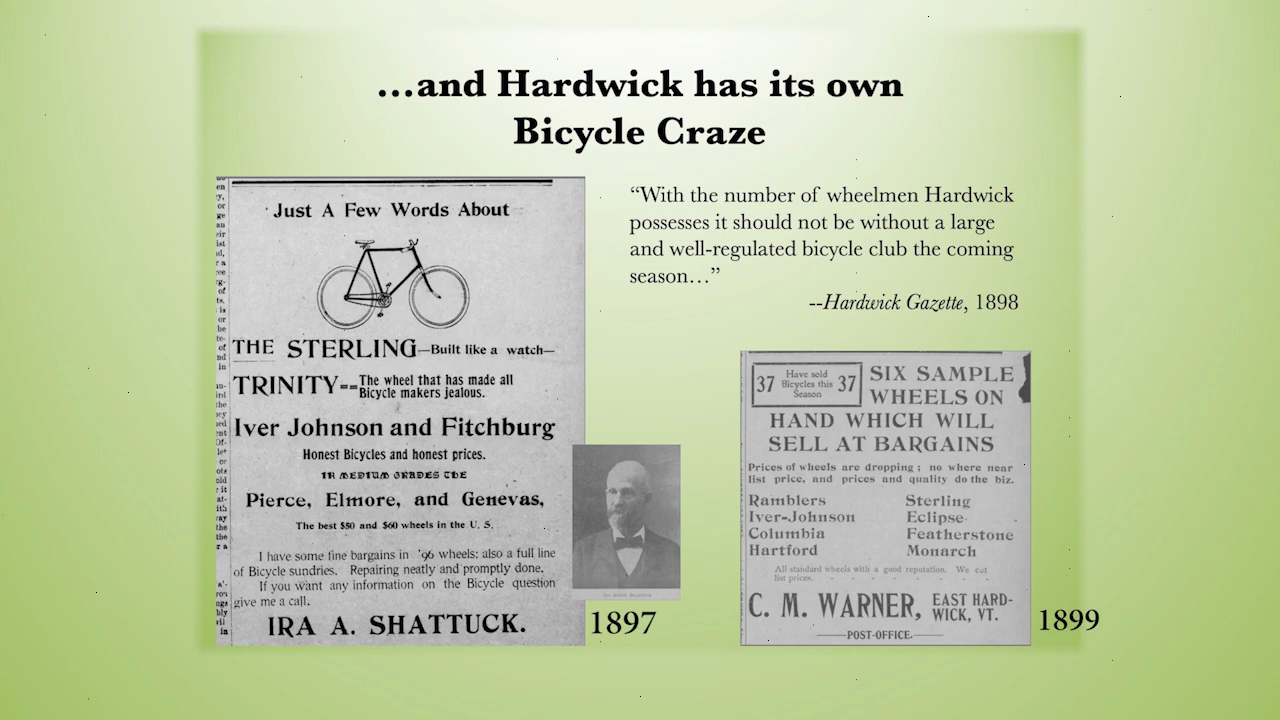 …and Hardwick has its own
Bicycle Craze
Just A Few Words About
THE STERLING—Built like a watch—
TRINITY--The wheel that has made all
Bicycle makers jealous.
Iver Johnson and Fitchburg
Honest Bicycles and honest prices.
IN MEDIUM GRADES THE
Pierce, Elmore, and Genevas,
The best $50 and $60 wheels in the U. S.
I have some fine bargains in '96 wheels; also a full line
of Bicycle sundries. Repairing neatly and promptly done.
If you want any information on the Bicycle question
give me a call.
IRA A. SHATTUCK.
1897
“With the number of wheelmen Hardwick
possesses it should not be without a large
and well-regulated bicycle club the coming
season…”
--Hardwick Gazette, 1898
37 Have sold Bicycles this Season 37
SIX SAMPLE
WHEELS ON
HAND WHICH WILL
SELL AT BARGAINS
Prices of wheels are dropping; no where near
list price, and prices and quality do the biz.
Ramblers Sterling
Iver-Johnson Eclipse
Columbia Featherstone
Hartford Monarch
All standard wheels with a good reputation. We cut
list prices.
C. M. WARNER, EAST HARD-
WICK, VT.
POST-OFFICE.
1899